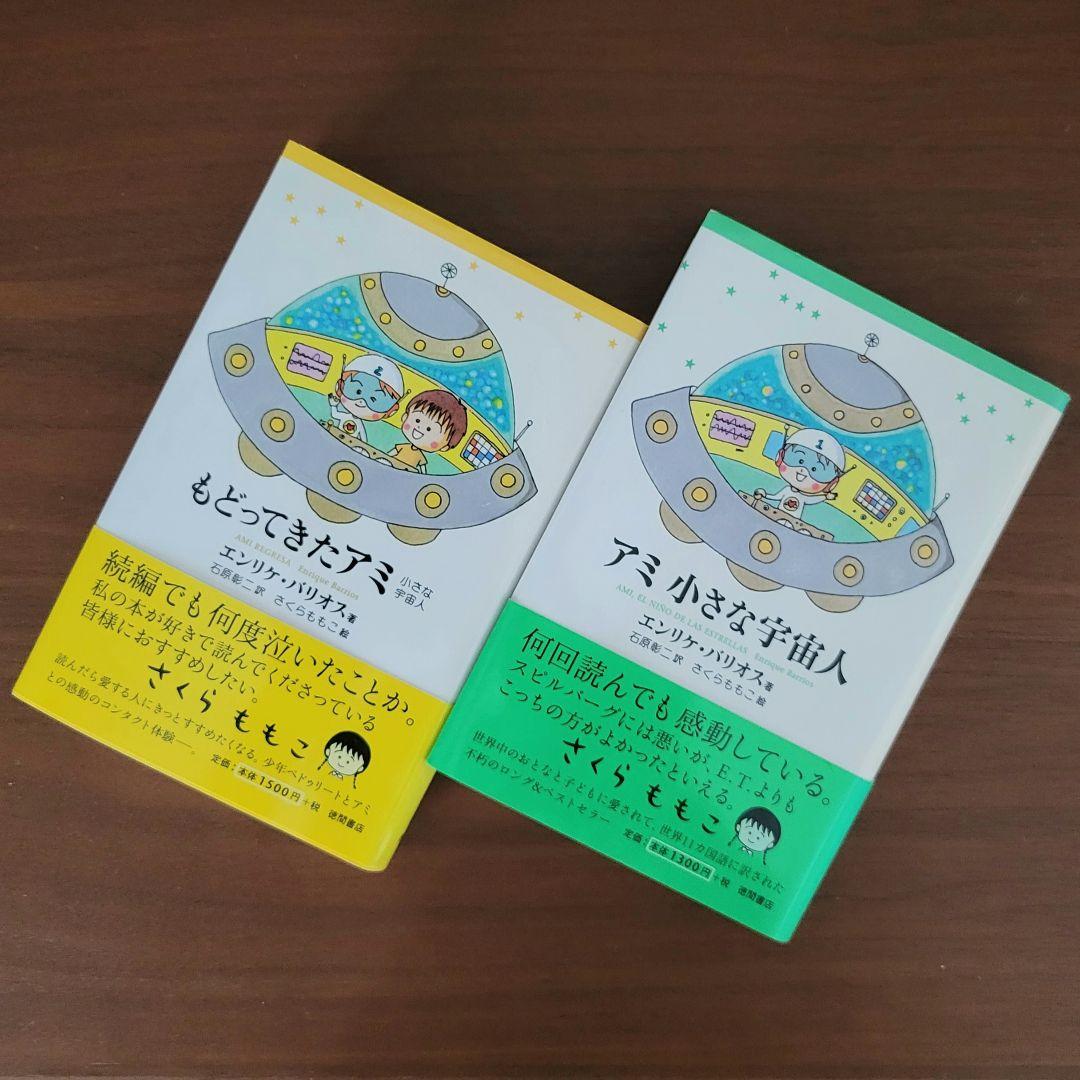 もどってきたアミ 小さな宇宙人
AMI REGRESA Enrique Barrios
エンリケ・バリオス著
石原彰二訳 さくらももこ絵
続編でも何度泣いたことか。
私の本が好きで読んでくださっている
皆様におすすめしたい。
さくらももこ
読んだら愛する人にきっとすすめたくなる。少年ペドゥリートとアミ
との感動のコンタクト体験―。
定価:本体1500円+税 徳間書店
2
アミ 小さな宇宙人
AMI, EL NIÑO DE LAS ESTRELLAS Enrique Barrios
エンリケ・バリオス著
石原彰二訳 さくらももこ絵
何回読んでも感動している。
スピルバーグには悪いが、E.T.よりも
こっちの方がよかったといえる。
さくらももこ
世界中のおとなと子どもに愛されて、世界11カ国語に訳された
不朽のロング&ベストセラー
定価:本体1300円+税 徳間書店
1